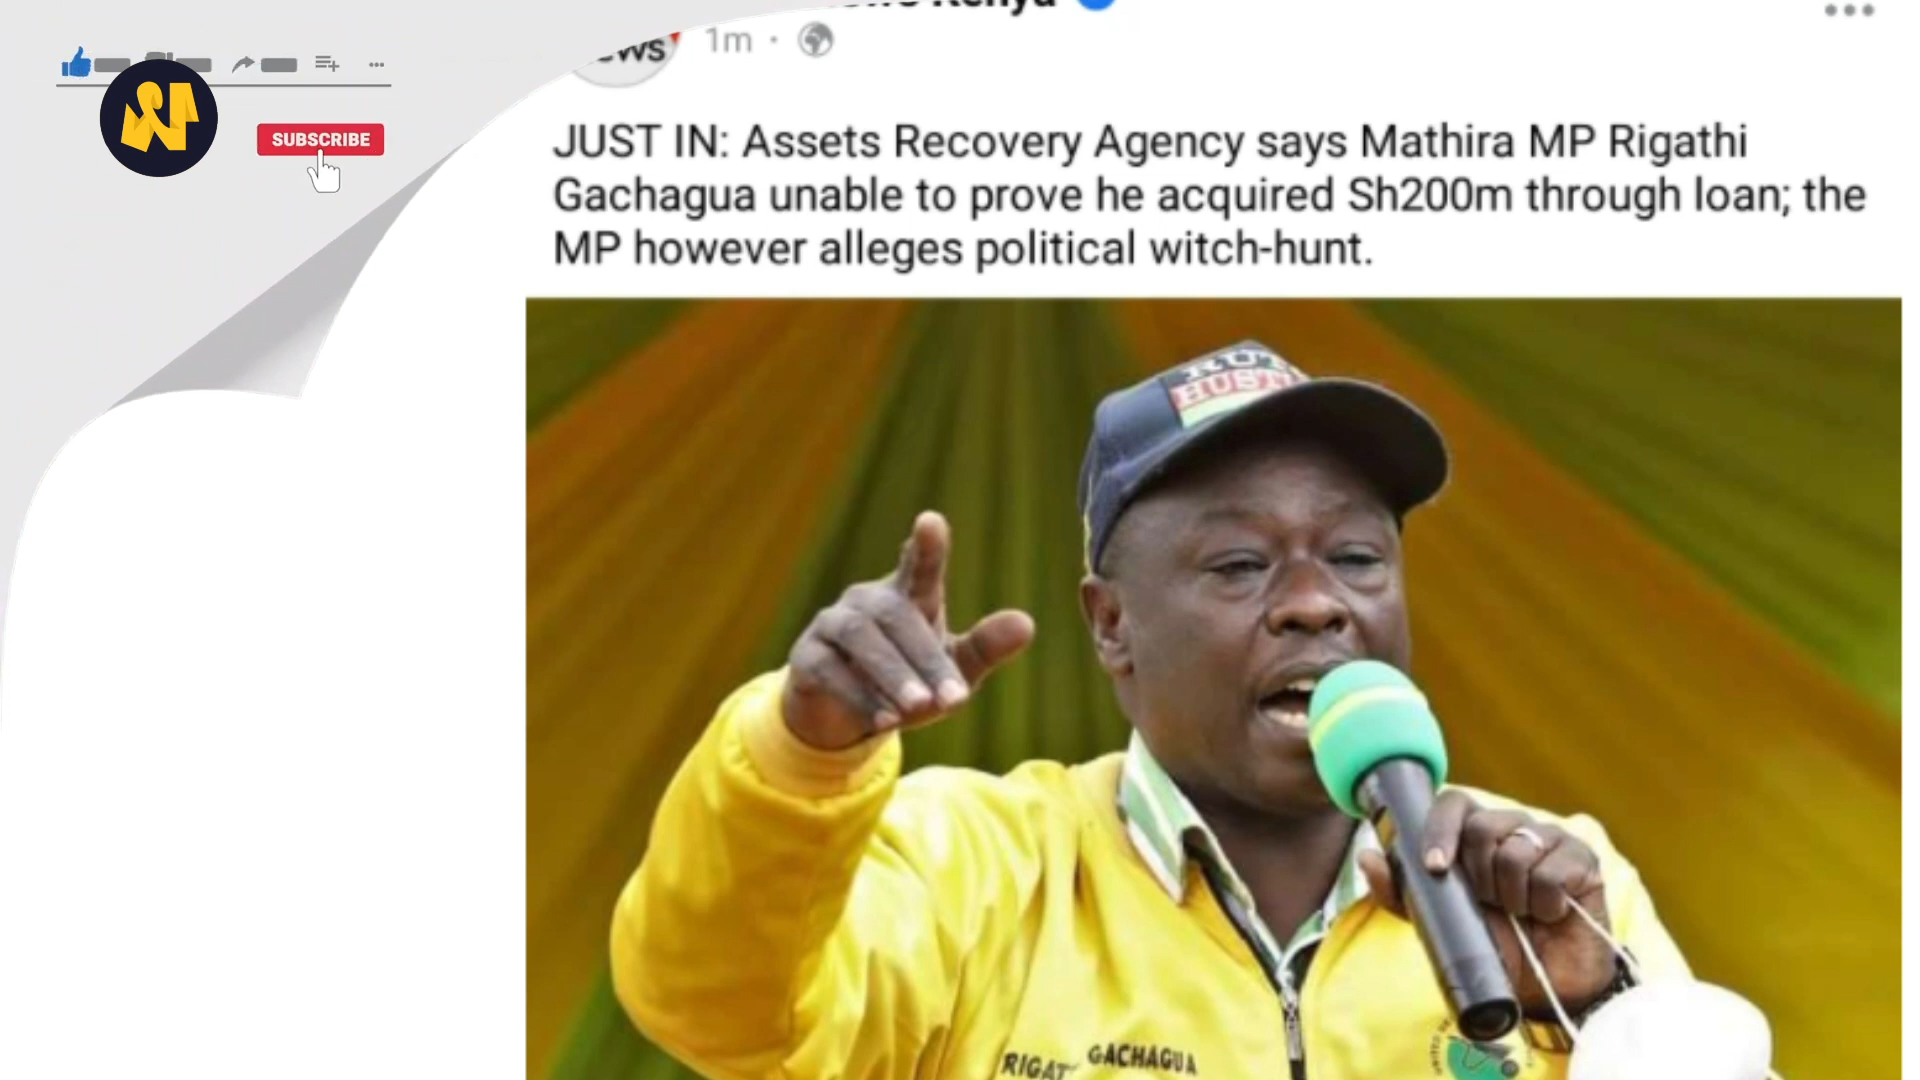 1m
SUBSCRIBE
JUST IN: Assets Recovery Agency says Mathira MP Rigathi
Gachagua unable to prove he acquired Sh200m through loan; the
MP however alleges political witch-hunt.
GACHAGUA